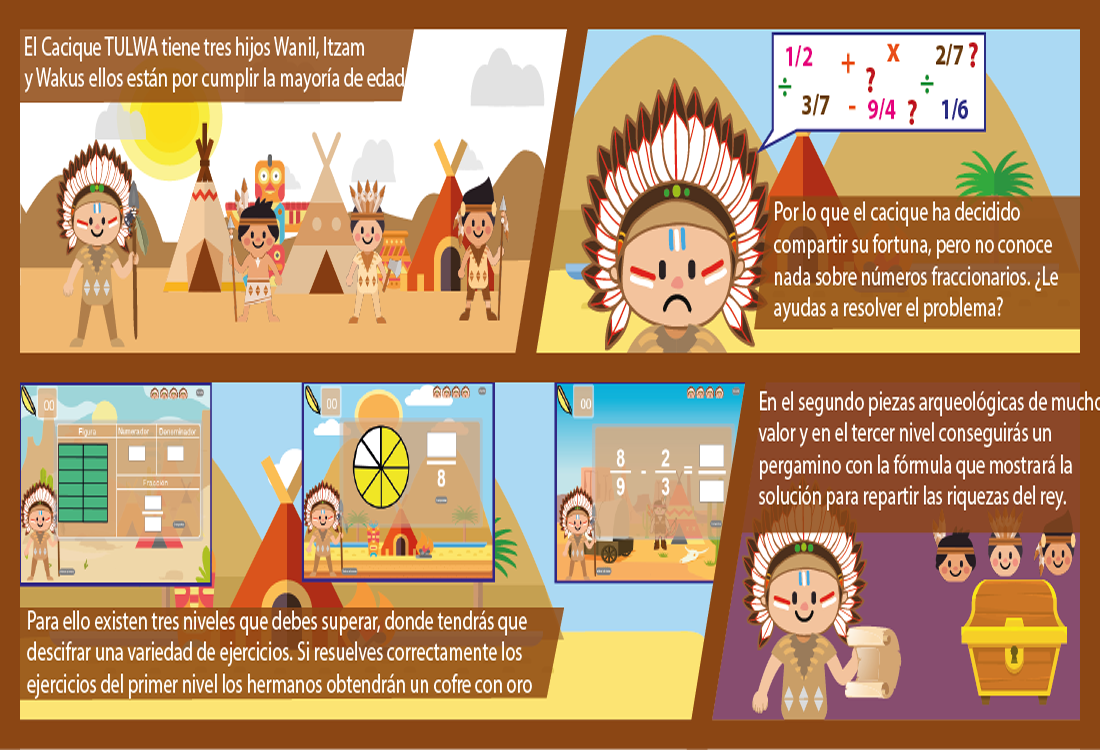 El Cacique TULWA tiene tres hijos Wanil, Itzam
y Wakus ellos están por cumplir la mayoría de edad
1/2 + x 2/7 ?
÷ ? ÷
3/7 - 9/4 ? 1/6
Por lo que el cacique ha decidido
compartir su fortuna, pero no conoce
nada sobre números fraccionarios. ¿Le
ayudas a resolver el problema?
00
Figura Numerador Denominador
Fracción
00
8
00
8 2
- =
9 3
Para ello existen tres niveles que debes superar, donde tendrás que
descifrar una variedad de ejercicios. Si resuelves correctamente los
ejercicios del primer nivel los hermanos obtendrán un cofre con oro
En el segundo piezas arqueológicas de mucho
valor y en el tercer nivel conseguirás un
pergamino con la fórmula que mostrará la
solución para repartir las riquezas del rey.